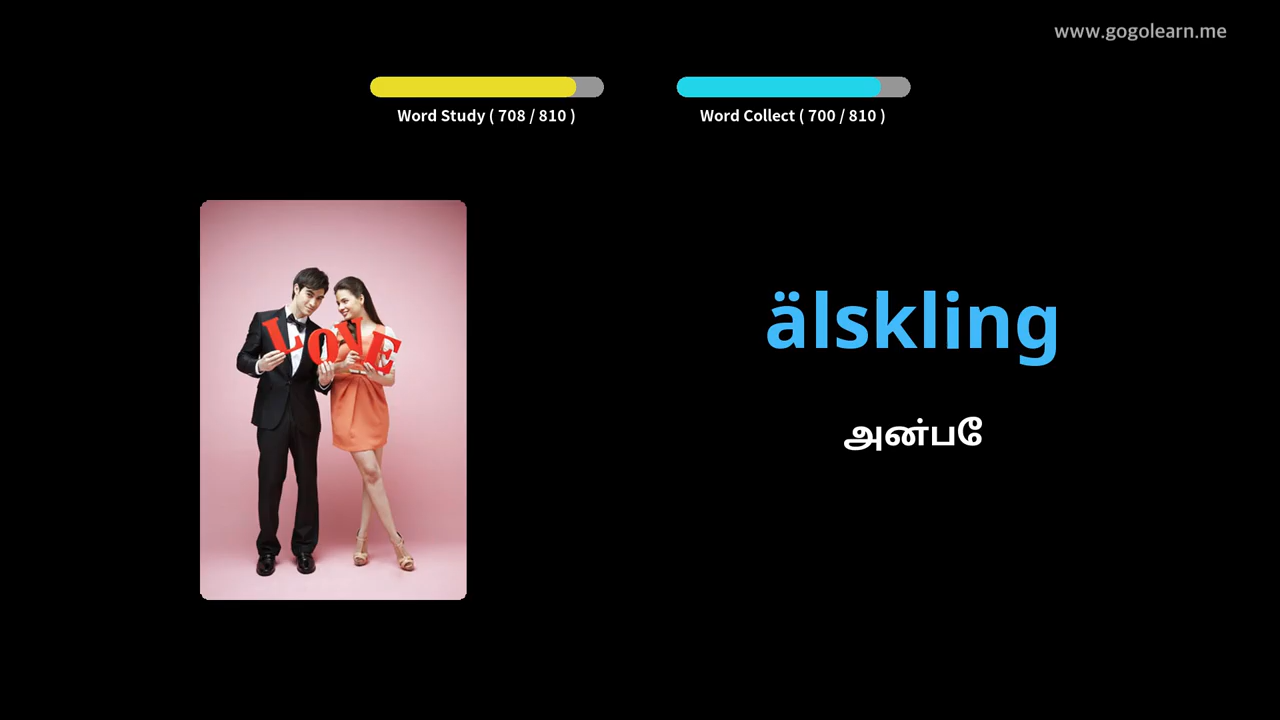 www.gogolearn.me
Word Study ( 708 / 810 )
Word Collect ( 700 / 810 )
LOVE
älskling
அன்பே